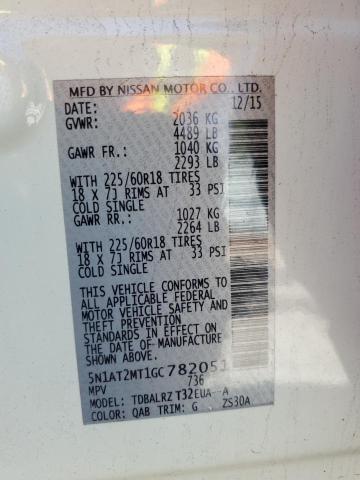 MFD BY NISSAN MOTOR CO., LTD.
DATE: 12/15
GVWR: 2036 KG
4489 LB
GAWR FR.: 1040 KG
2293 LB
WITH 225/60R18 TIRES
18 X 7J RIMS AT 33 PSI
COLD SINGLE
GAWR RR.: 1027 KG
2264 LB
WITH 225/60R18 TIRES
18 X 7J RIMS AT 33 PSI
COLD SINGLE
THIS VEHICLE CONFORMS TO
ALL APPLICABLE FEDERAL
MOTOR VEHICLE SAFETY
STANDARDS IN EFFECT ON
THE DATE OF MANUFACTURE
SHOWN ABOVE.
5N1AT2MT1GC782051
MPV 736
MODEL: TDBALRZ T32EUA--A
COLOR: QAB TRIM: G ZS30A